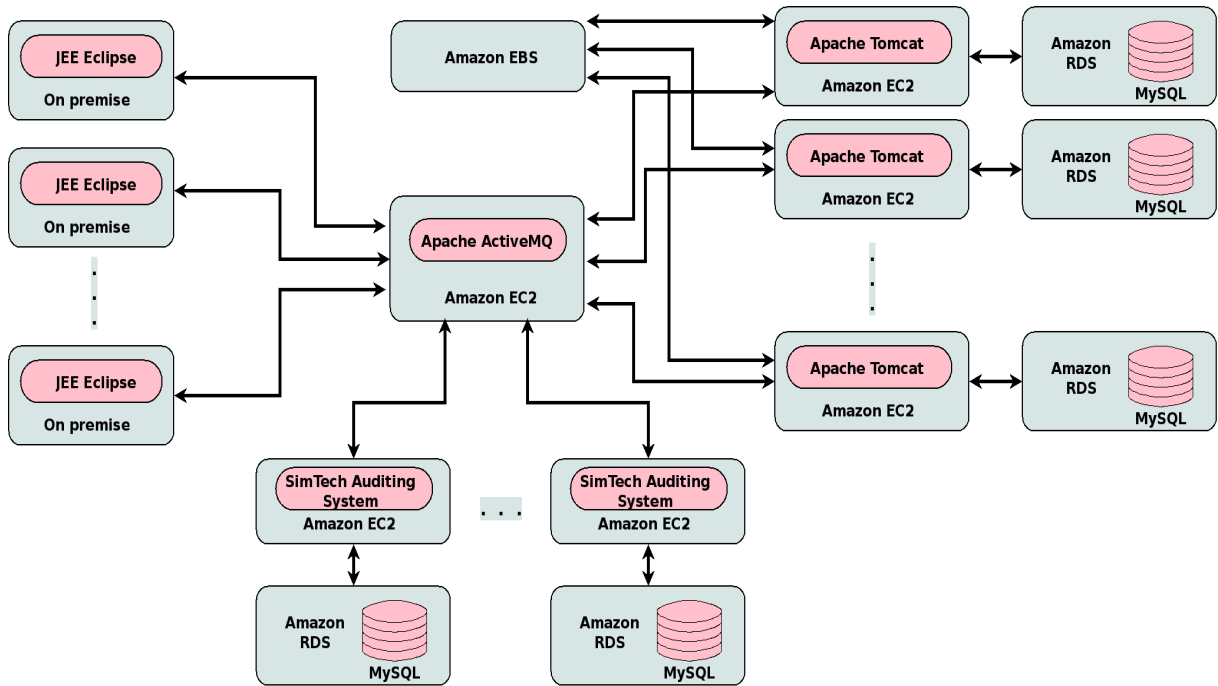 JEE Eclipse
On premise
JEE Eclipse
On premise
.
.
.
JEE Eclipse
On premise
Amazon EBS
Apache ActiveMQ
Amazon EC2
Apache Tomcat
Amazon EC2
Amazon
RDS
MySQL
Apache Tomcat
Amazon EC2
Amazon
RDS
MySQL
.
.
.
Apache Tomcat
Amazon EC2
Amazon
RDS
MySQL
SimTech Auditing
System
Amazon EC2
. . .
SimTech Auditing
System
Amazon EC2
Amazon
RDS
MySQL
Amazon
RDS
MySQL